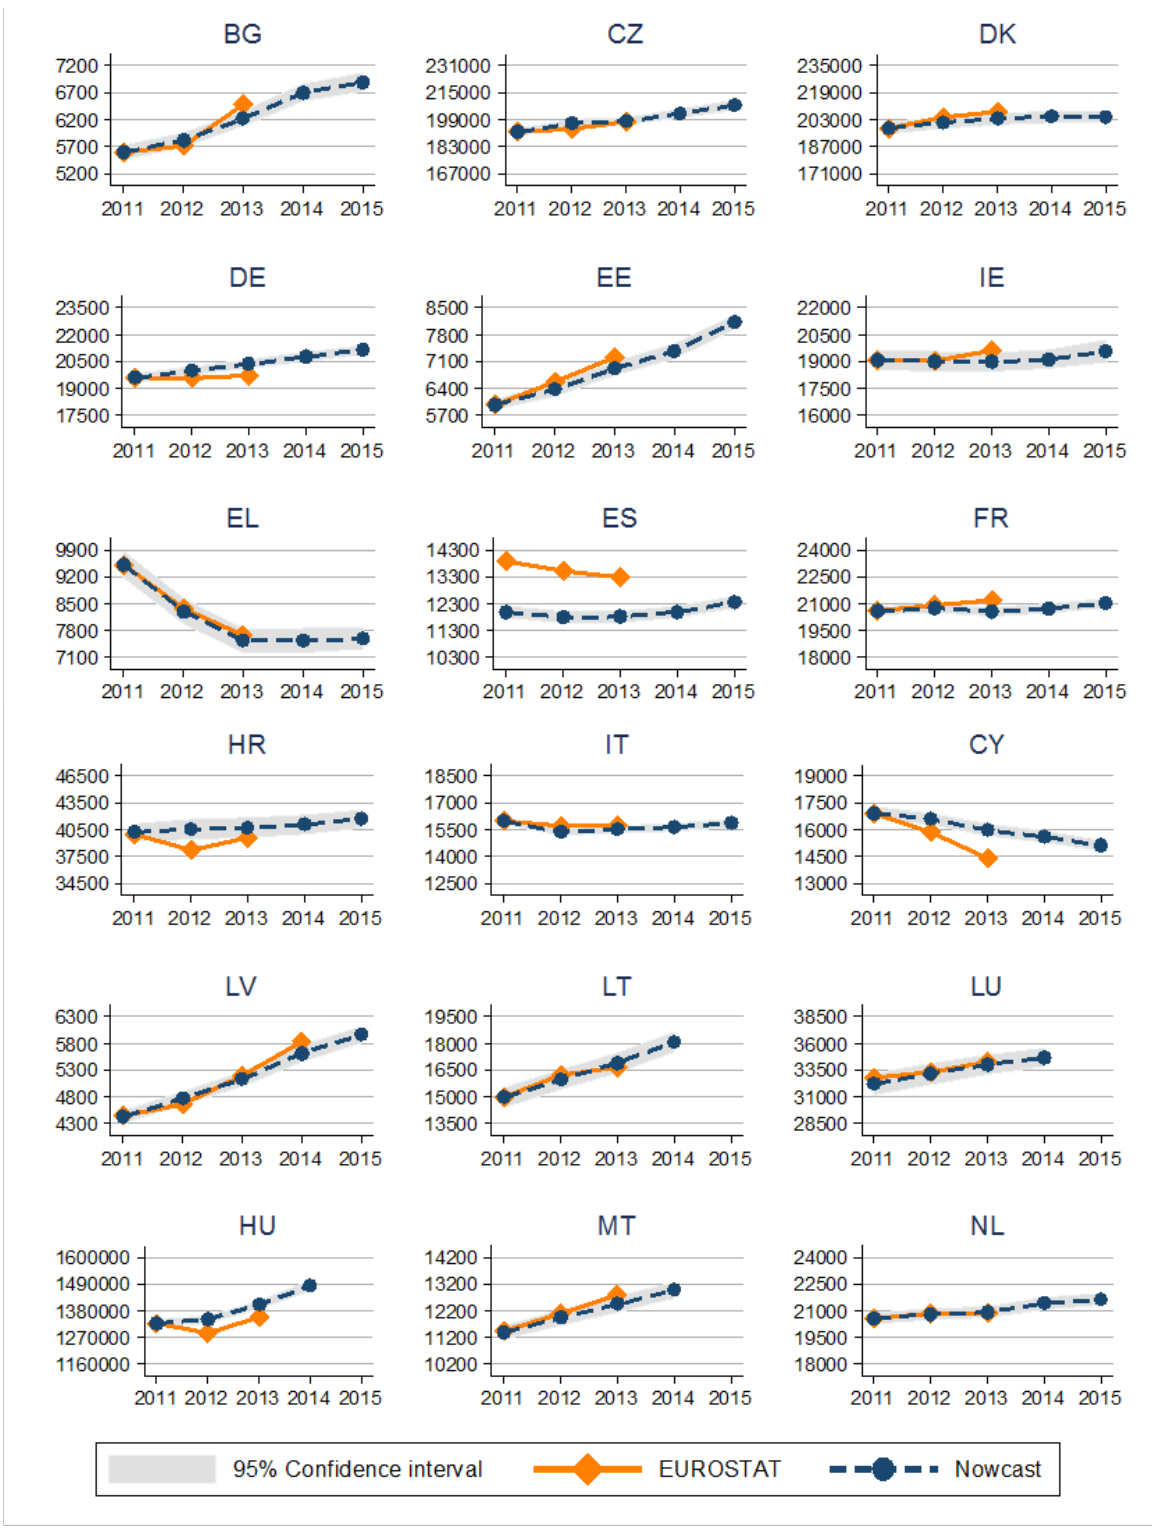 BG CZ DK
7200 231000 235000
6700 215000 219000
6200 199000 203000
5700 183000 187000
5200 167000 171000
2011 2012 2013 2014 2015 2011 2012 2013 2014 2015 2011 2012 2013 2014 2015
DE EE IE
23500 8500 22000
22000 7800 20500
20500 7100 19000
19000 6400 17500
17500 5700 16000
2011 2012 2013 2014 2015 2011 2012 2013 2014 2015 2011 2012 2013 2014 2015
EL ES FR
9900 14300 24000
9200 13300 22500
8500 12300 21000
7800 11300 19500
7100 10300 18000
2011 2012 2013 2014 2015 2011 2012 2013 2014 2015 2011 2012 2013 2014 2015
HR IT CY
46500 18500 19000
43500 17000 17500
40500 15500 16000
37500 14000 14500
34500 12500 13000
2011 2012 2013 2014 2015 2011 2012 2013 2014 2015 2011 2012 2013 2014 2015
LV LT LU
6300 19500 38500
5800 18000 36000
5300 16500 33500
4800 15000 31000
4300 13500 28500
2011 2012 2013 2014 2015 2011 2012 2013 2014 2015 2011 2012 2013 2014 2015
HU MT NL
1600000 14200 24000
1490000 13200 22500
1380000 12200 21000
1270000 11200 19500
1160000 10200 18000
2011 2012 2013 2014 2015 2011 2012 2013 2014 2015 2011 2012 2013 2014 2015
95% Confidence interval EUROSTAT Nowcast